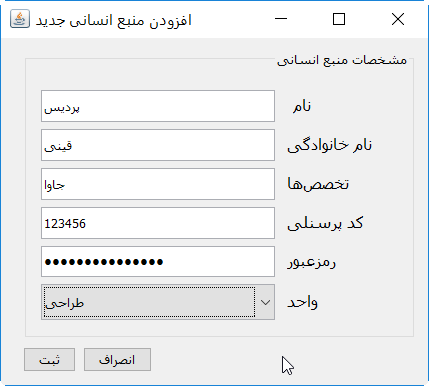 افزودن منبع انسانی جدید
مشخصات منبع انسانی
نام پردیس
نام خانوادگی قینی
تخصص‌ها جاوا
کد پرسنلی 123456
رمزعبور ●●●●●●●●●●●●●●●
واحد طراحی
انصراف ثبت